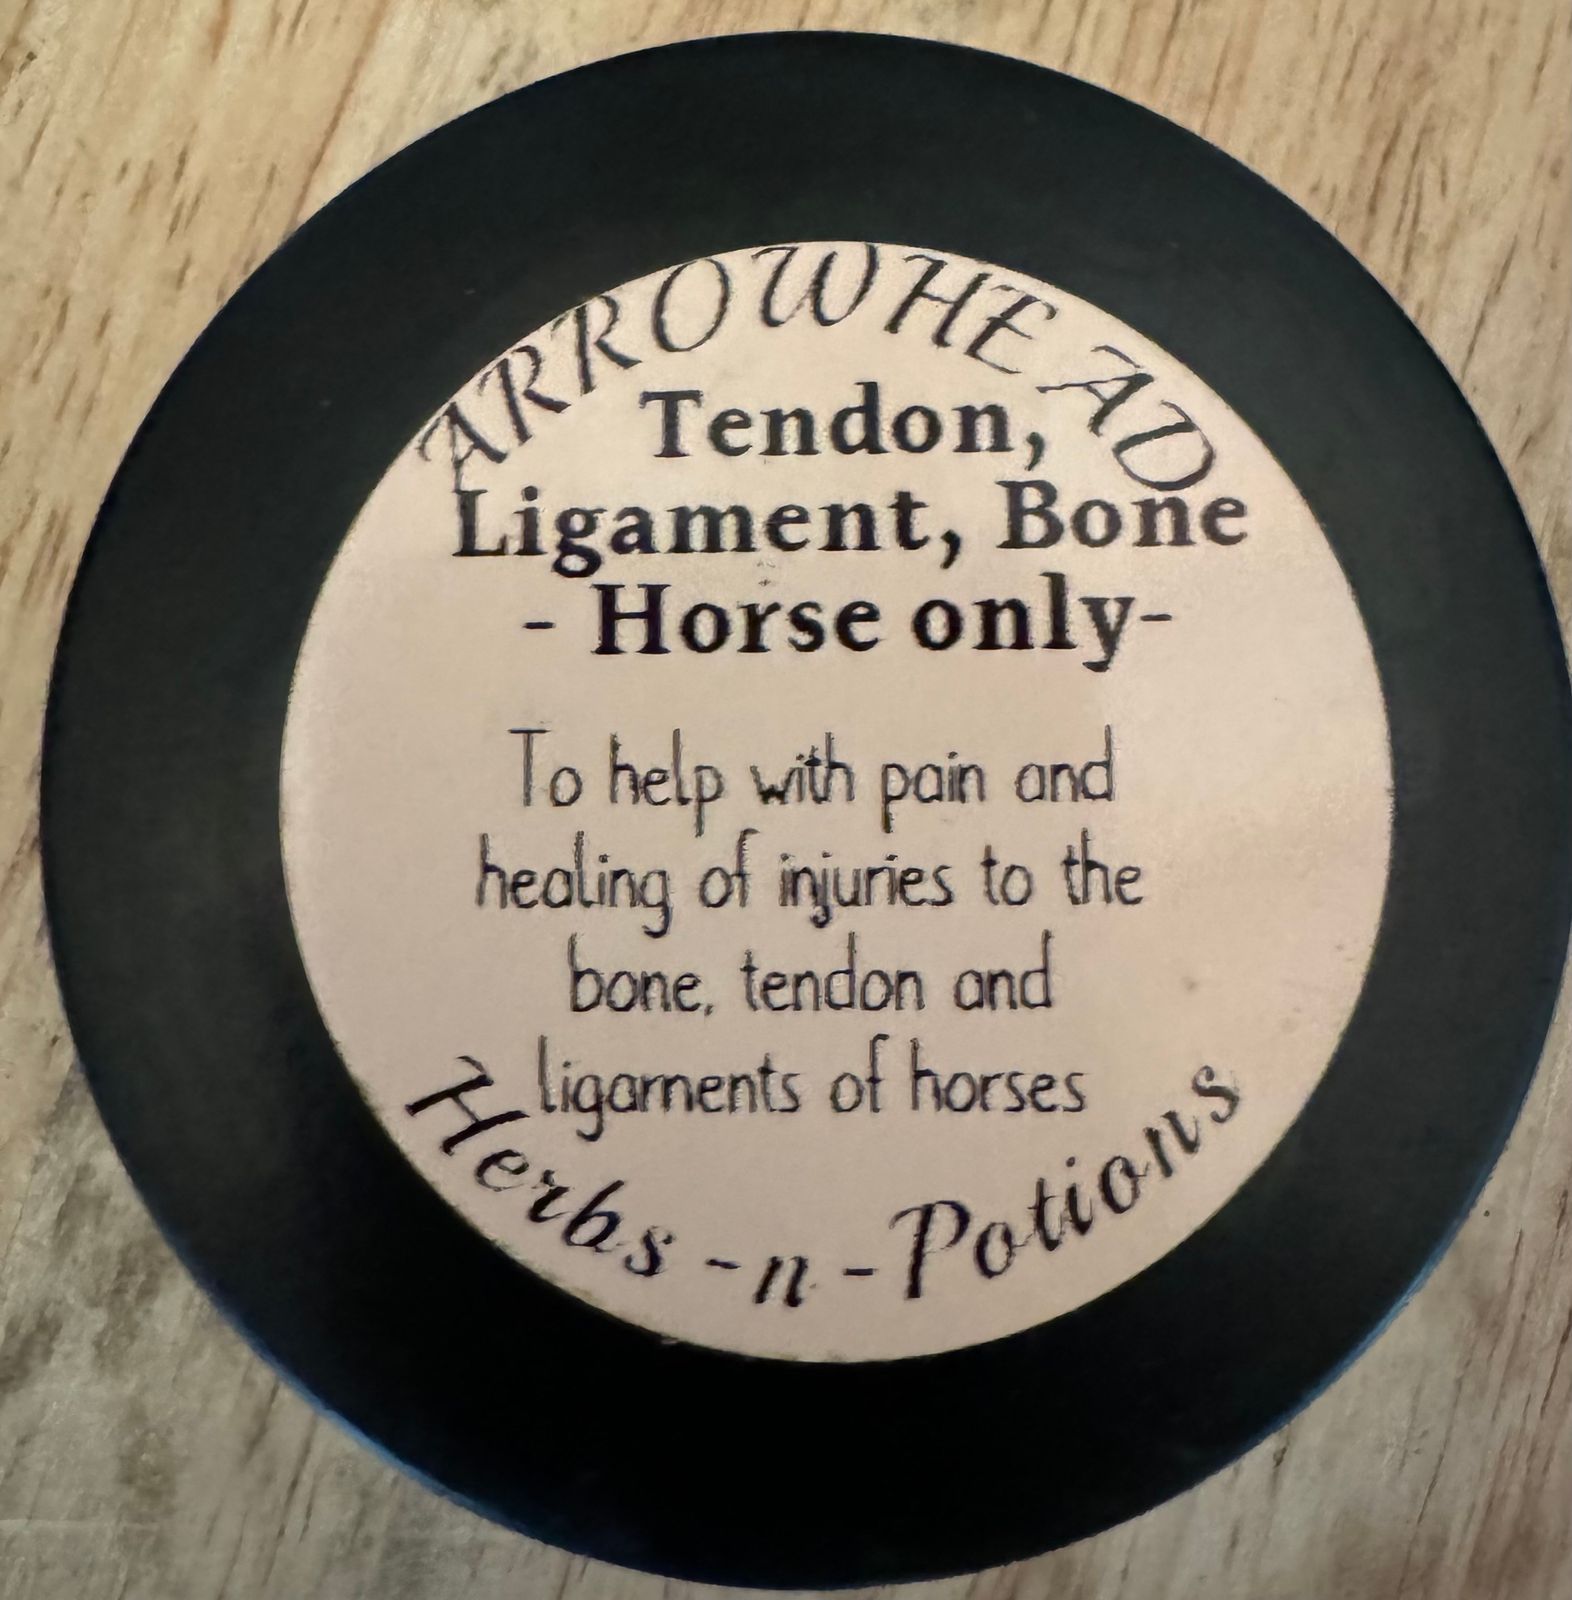 ARROWHEAD
Tendon,
Ligament, Bone
- Horse only-
To help with pain and
healing of injuries to the
bone, tendon and
ligaments of horses
Herbs -n- Potions